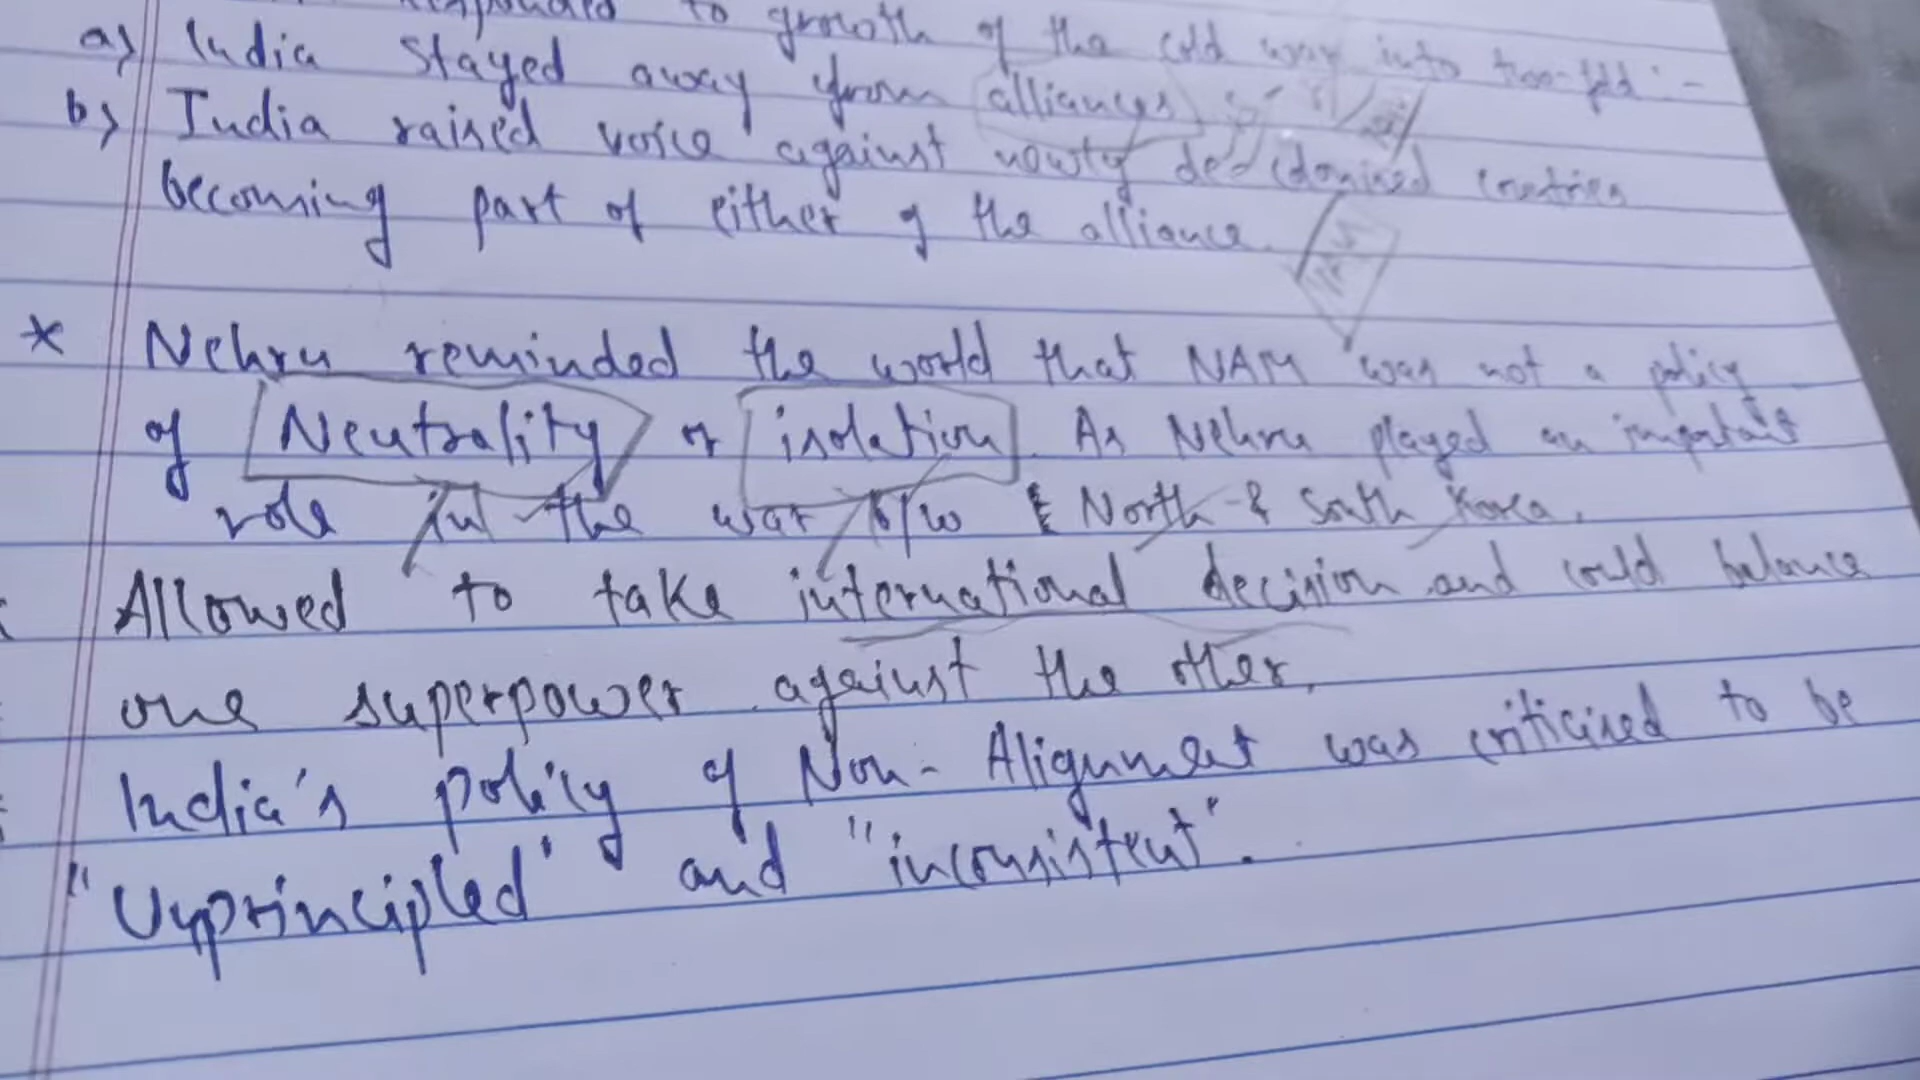 responded to growth of the cold war into two-fold :-
a) India stayed away from alliances
b) India raised voice against newly decolonised countries
becoming part of either of the alliance.
* Nehru reminded the world that NAM was not a policy
of Neutrality or isolation. As Nehru played an important
role in the war b/w North & South Korea.
Allowed to take international decision and could balance
one superpower against the other.
India's policy of Non-Alignment was criticised to be
"Unprincipled" and "inconsistent".